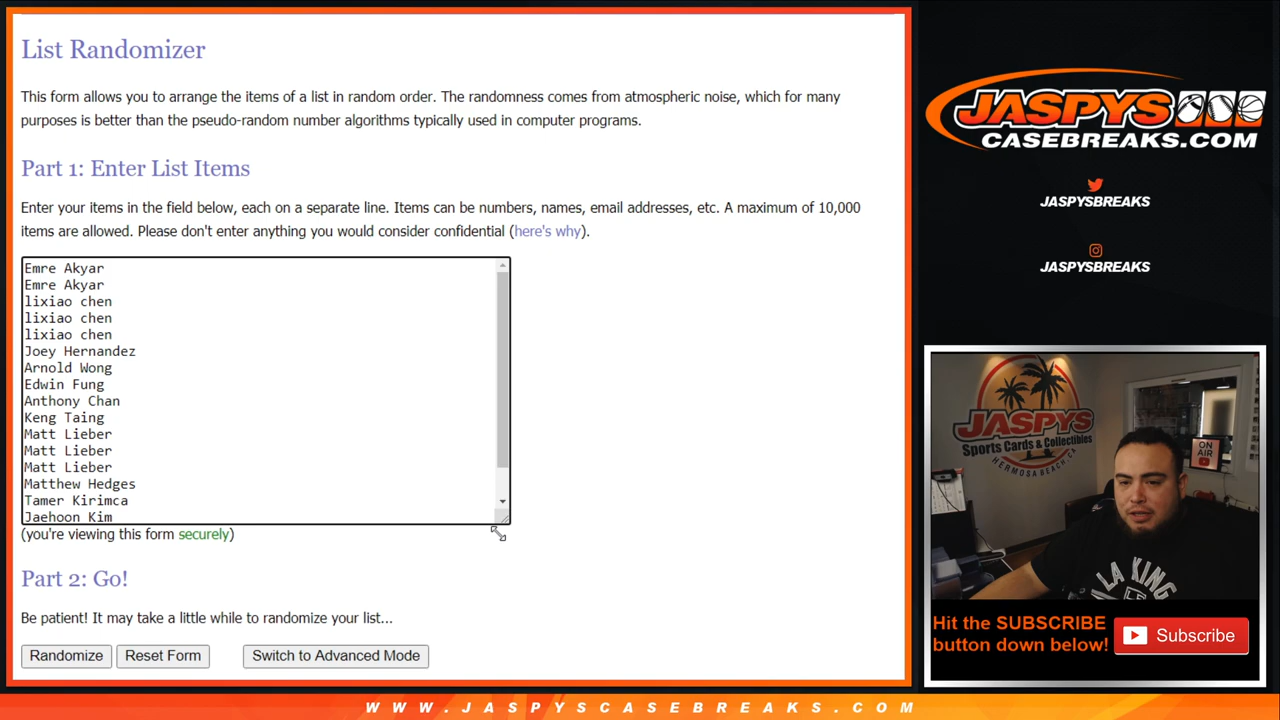 List Randomizer
This form allows you to arrange the items of a list in random order. The randomness comes from atmospheric noise, which for many
purposes is better than the pseudo-random number algorithms typically used in computer programs.
Part 1: Enter List Items
Enter your items in the field below, each on a separate line. Items can be numbers, names, email addresses, etc. A maximum of 10,000
items are allowed. Please don't enter anything you would consider confidential (here's why).
Emre Akyar
Emre Akyar
lixiao chen
lixiao chen
lixiao chen
Joey Hernandez
Arnold Wong
Edwin Fung
Anthony Chan
Keng Taing
Matt Lieber
Matt Lieber
Matt Lieber
Matthew Hedges
Tamer Kirimca
Jaehoon Kim
(you're viewing this form securely)
Part 2: Go!
Be patient! It may take a little while to randomize your list...
Randomize
Reset Form
Switch to Advanced Mode
JASPYS
CASEBREAKS.COM
JASPYSBREAKS
JASPYSBREAKS
JASPYS
Sports Cards & Collectibles
HERMOSA BEACH, CA
ON
AIR
LA KING
Hit the SUBSCRIBE
button down below!
Subscribe
WWW.JASPYSCASEBREAKS.COM